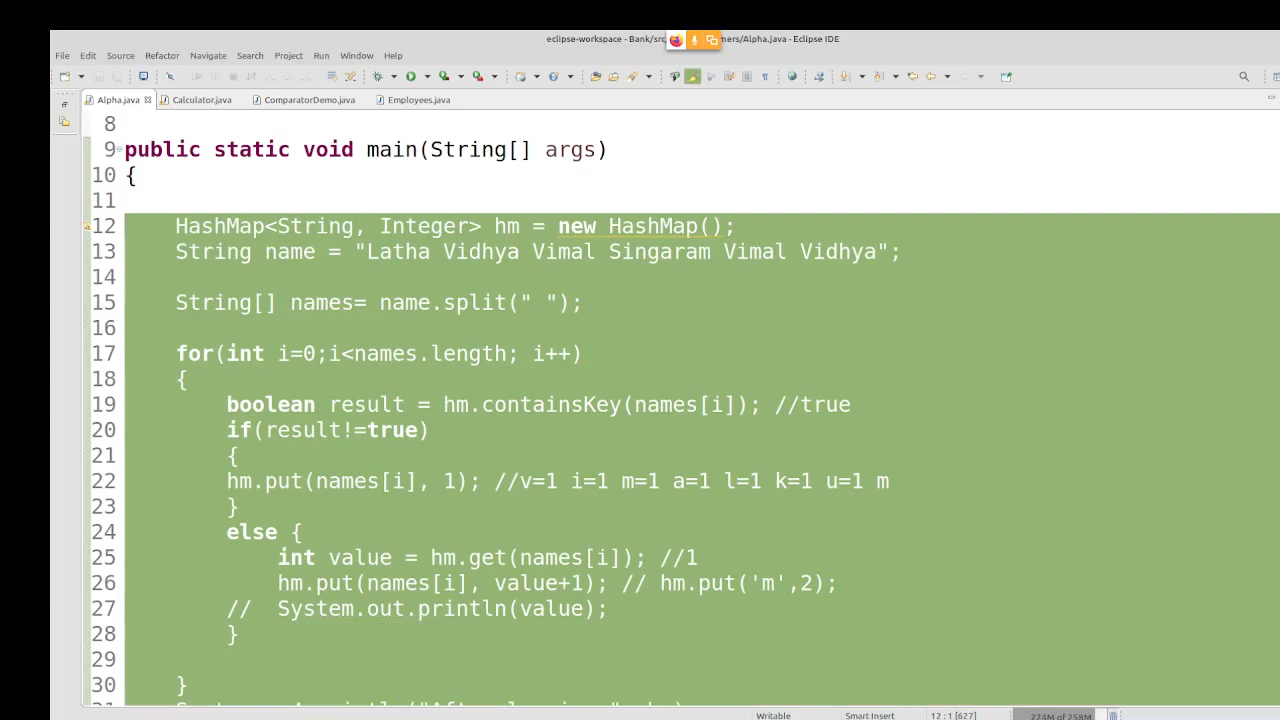 eclipse-workspace - Bank/src mers/Alpha.java - Eclipse IDE
File Edit Source Refactor Navigate Search Project Run Window Help
Alpha.java Calculator.java ComparatorDemo.java Employees.java
8
9 public static void main(String[] args)
10 {
11
12 HashMap<String, Integer> hm = new HashMap();
13 String name = "Latha Vidhya Vimal Singaram Vimal Vidhya";
14
15 String[] names= name.split(" ");
16
17 for(int i=0;i<names.length; i++)
18 {
19 boolean result = hm.containsKey(names[i]); //true
20 if(result!=true)
21 {
22 hm.put(names[i], 1); //v=1 i=1 m=1 a=1 l=1 k=1 u=1 m
23 }
24 else {
25 int value = hm.get(names[i]); //1
26 hm.put(names[i], value+1); // hm.put('m',2);
27 // System.out.println(value);
28 }
29
30 }
Writable Smart Insert 12 : 1 [627] 224M of 258M